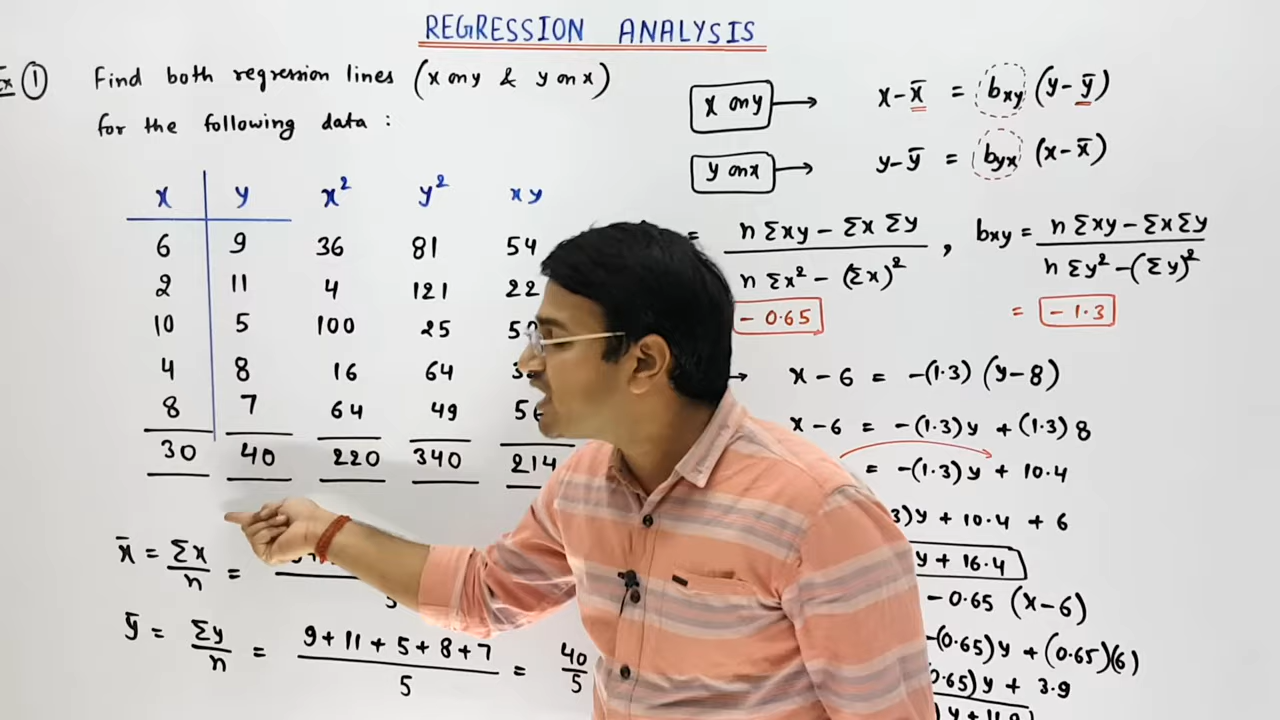 REGRESSION ANALYSIS
Ex ① Find both regression lines (x on y & y on x)
for the following data :
x y x² y² xy
6 9 36 81 54
2 11 4 121 22
10 5 100 25
4 8 16 64
8 7 64 49
30 40 220 340 214
x̄ = Σx/n =
5
ȳ = Σy/n = (9+11+5+8+7)/5 = 40/5
x on y → x-x̄ = bxy (y-ȳ)
y on x → y-ȳ = byx (x-x̄)
= (n Σxy - Σx Σy)/(n Σx² - (Σx)²) , bxy = (n Σxy - Σx Σy)/(n Σy² - (Σy)²)
- 0.65 = - 1.3
→ x - 6 = -(1.3) (y-8)
x-6 = -(1.3)y + (1.3) 8
= -(1.3)y + 10.4
3)y + 10.4 + 6
y + 16.4
- 0.65 (x-6)
-(0.65)y + (0.65)(6)
0.65)y + 3.9